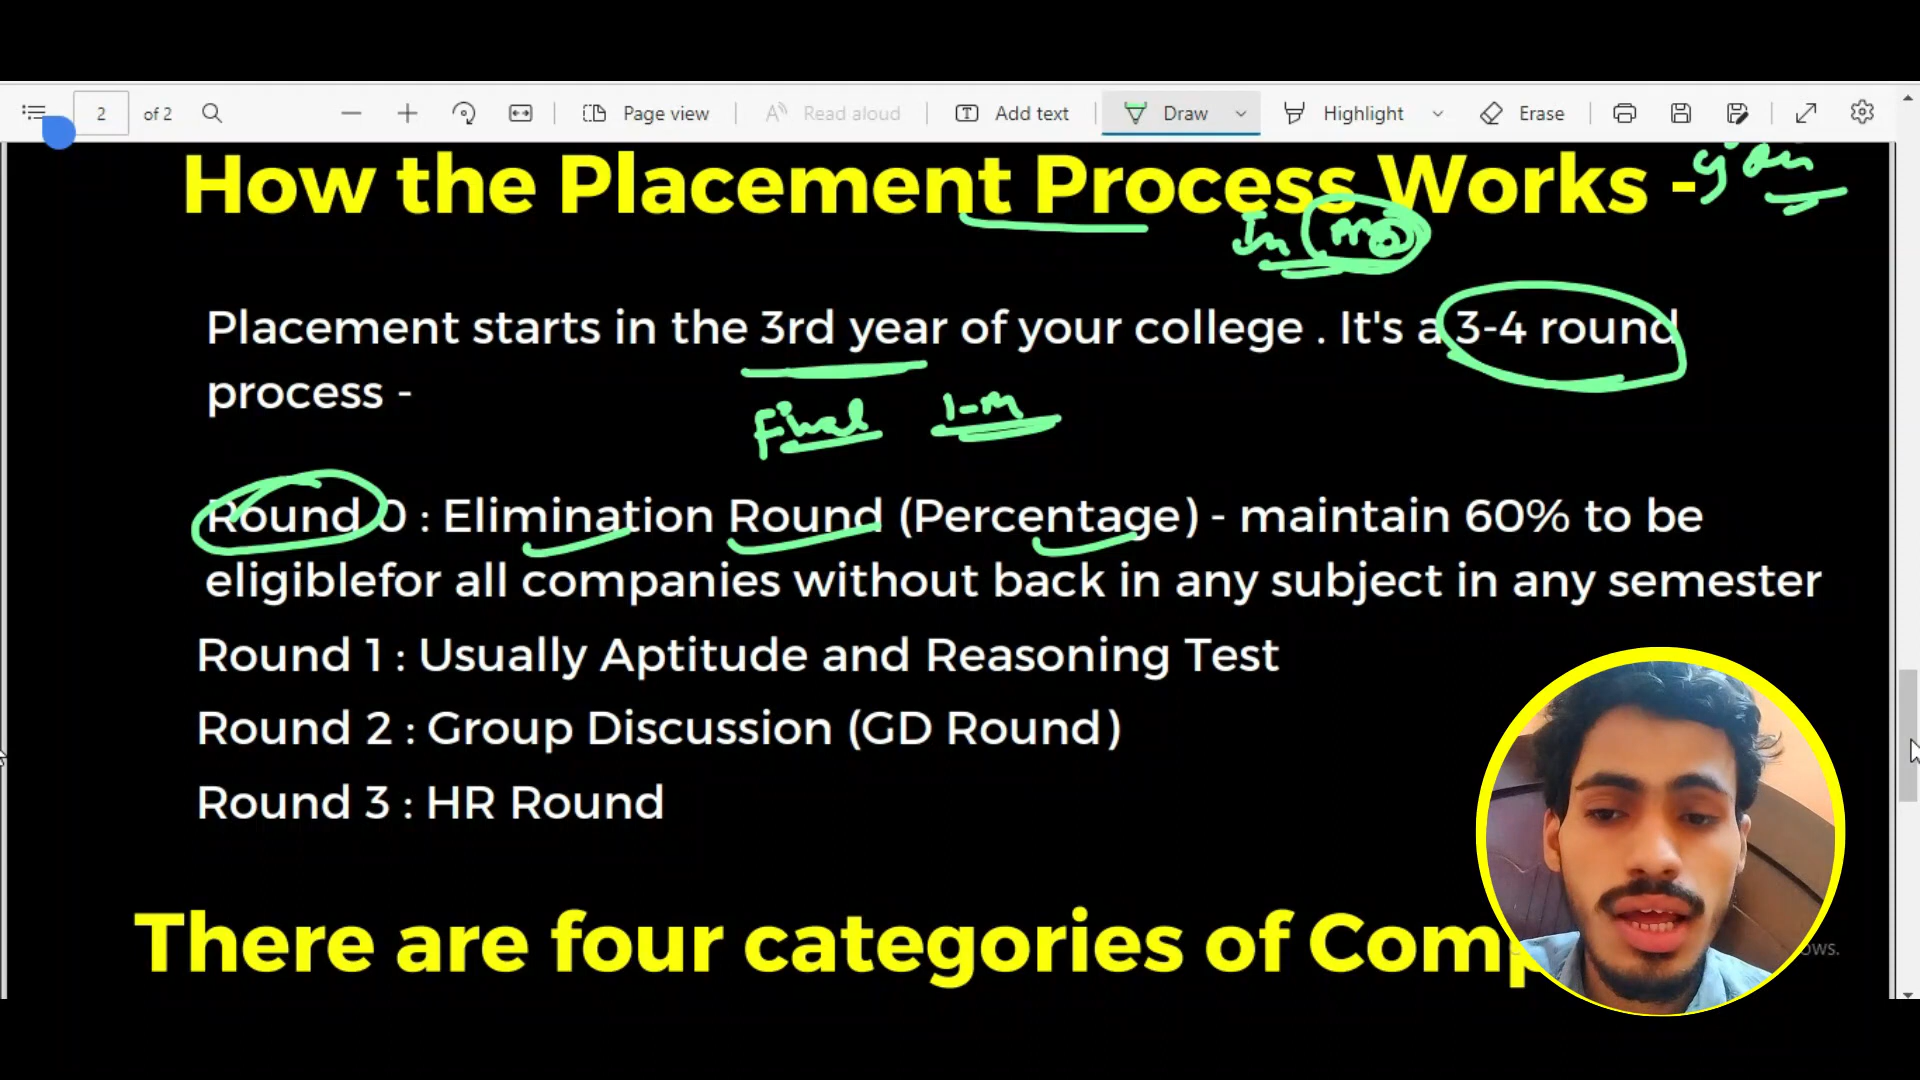 2 of 2 Page view Read aloud Add text Draw Highlight Erase
How the Placement Process Works -
In
Placement starts in the 3rd year of your college . It's a 3-4 round
process -
Final 1-M
Round 0 : Elimination Round (Percentage) - maintain 60% to be
eligiblefor all companies without back in any subject in any semester
Round 1 : Usually Aptitude and Reasoning Test
Round 2 : Group Discussion (GD Round)
Round 3 : HR Round
There are four categories of Comp
ows.